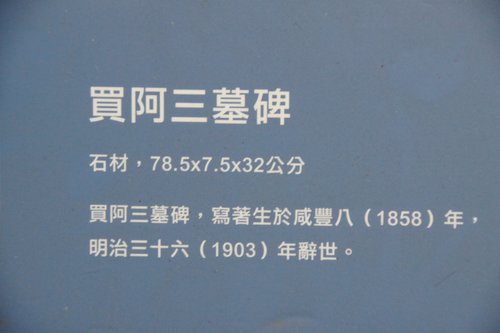 買阿三墓碑
石材，78.5x7.5x32公分
買阿三墓碑，寫著生於咸豐八（1858）年，
明治三十六（1903）年辭世。